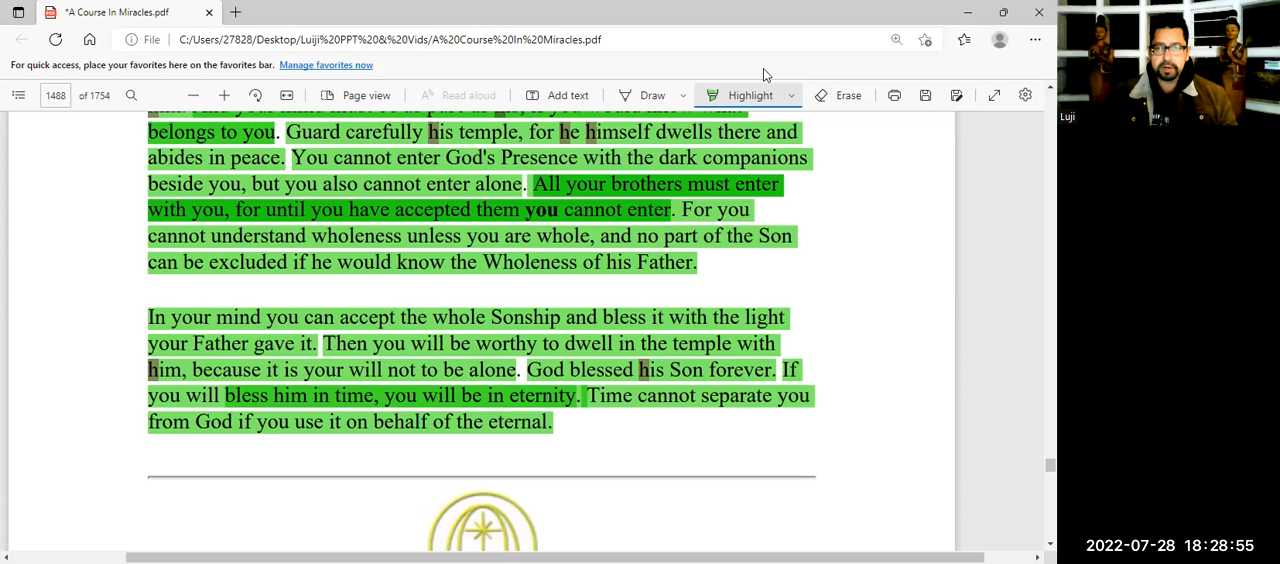 *A Course In Miracles.pdf
File C:/Users/27828/Desktop/Luiji%20PPT%20&%20Vids/A%20Course%20In%20Miracles.pdf
For quick access, place your favorites here on the favorites bar. Manage favorites now
1488 of 1754 Page view Read aloud Add text Draw Highlight Erase
belongs to you. Guard carefully his temple, for he himself dwells there and
abides in peace. You cannot enter God's Presence with the dark companions
beside you, but you also cannot enter alone. All your brothers must enter
with you, for until you have accepted them you cannot enter. For you
cannot understand wholeness unless you are whole, and no part of the Son
can be excluded if he would know the Wholeness of his Father.
In your mind you can accept the whole Sonship and bless it with the light
your Father gave it. Then you will be worthy to dwell in the temple with
him, because it is your will not to be alone. God blessed his Son forever. If
you will bless him in time, you will be in eternity. Time cannot separate you
from God if you use it on behalf of the eternal.
Luji
2022-07-28 18:28:55